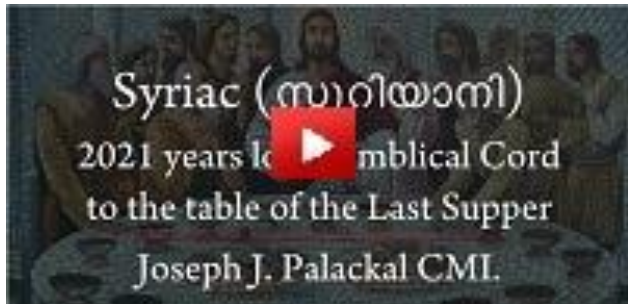 Syriac (സുറിയാനി)
2021 years
to the table of the Last Supper
Joseph J. Palackal CMI.